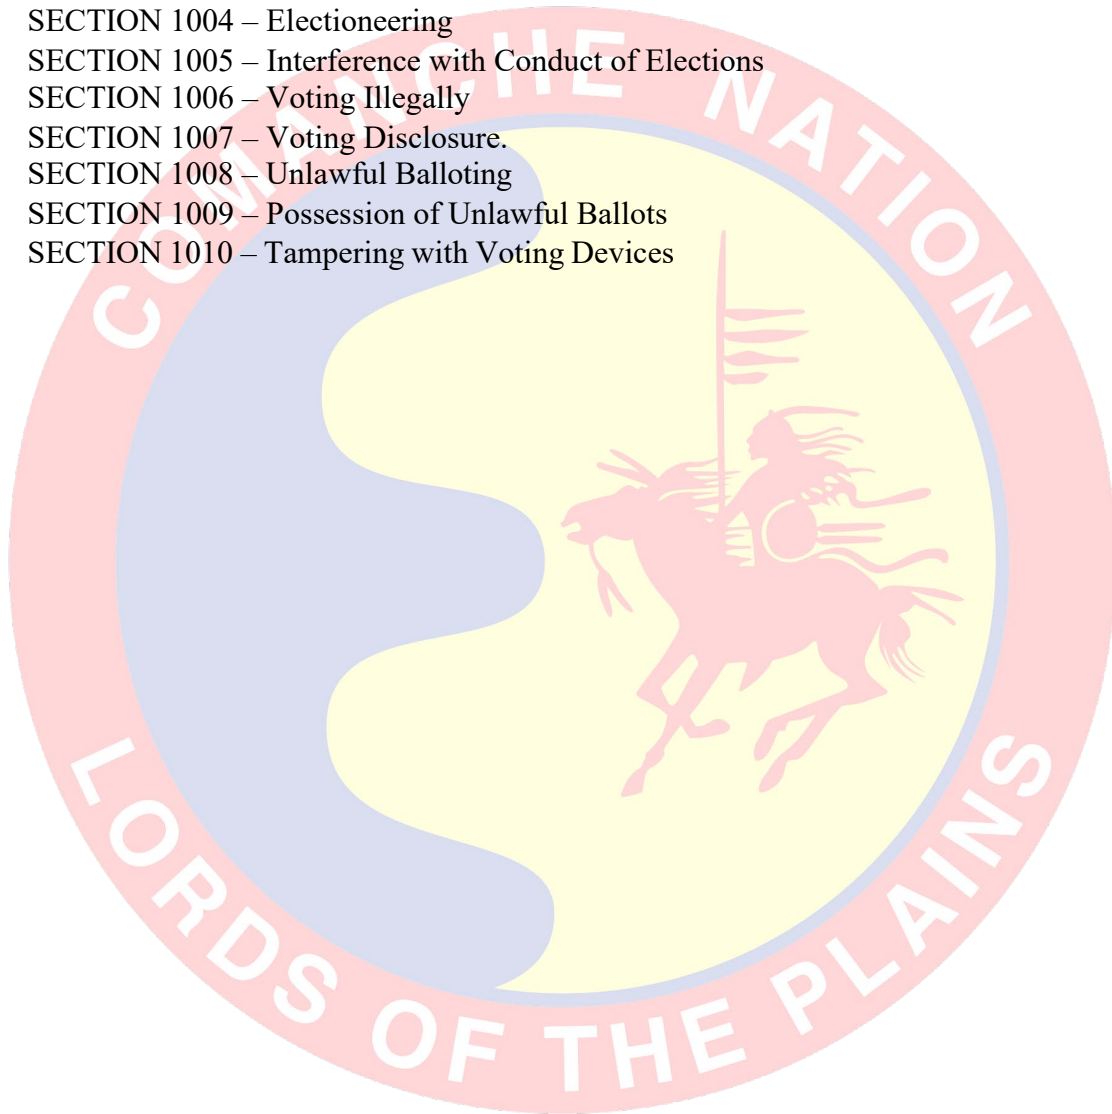 SECTION 1004 – Electioneering
SECTION 1005 – Interference with Conduct of Elections
SECTION 1006 – Voting Illegally
SECTION 1007 – Voting Disclosure.
SECTION 1008 – Unlawful Balloting
SECTION 1009 – Possession of Unlawful Ballots
SECTION 1010 – Tampering with Voting Devices
COMANCHE NATION
LORDS OF THE PLAINS